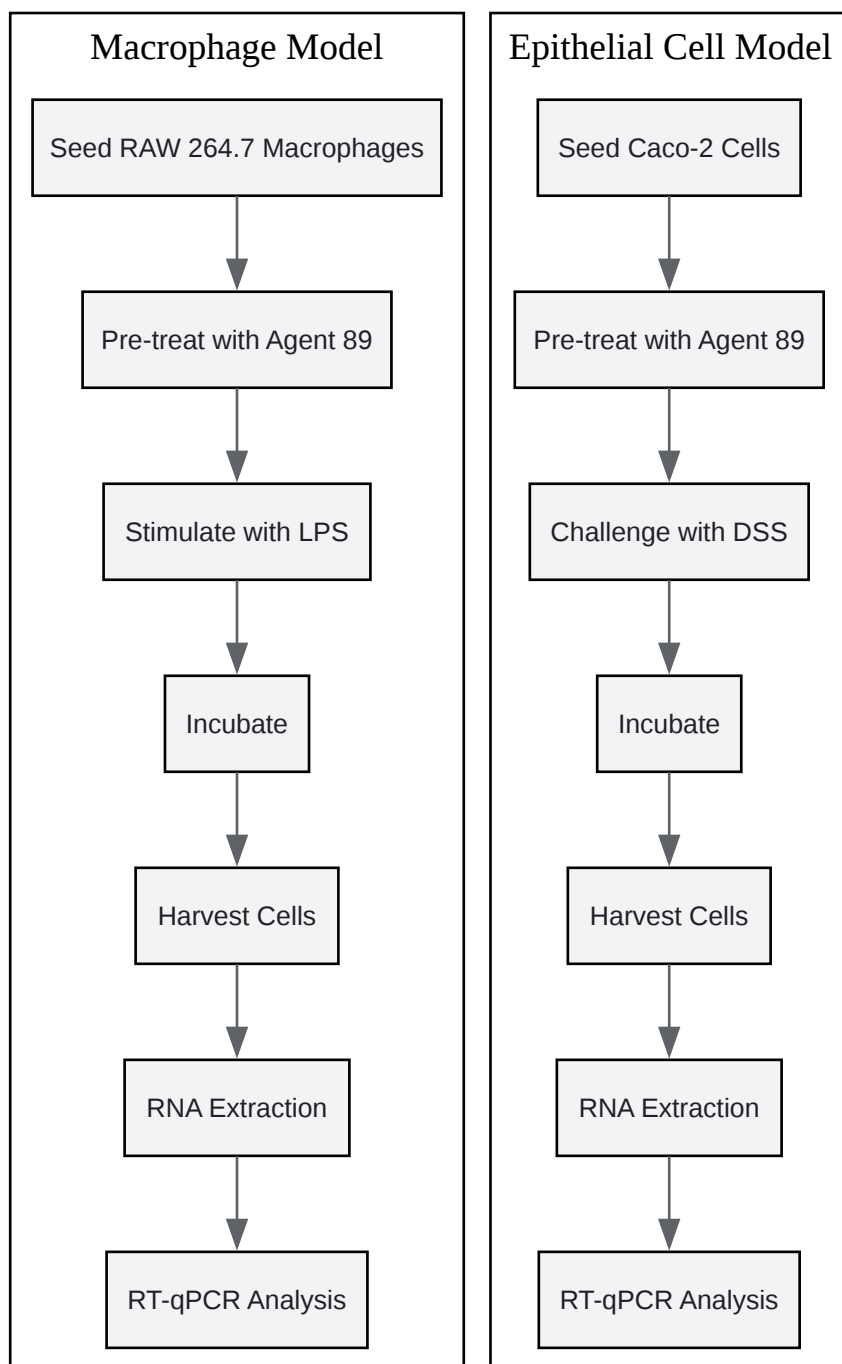 Macrophage Model
Seed RAW 264.7 Macrophages
Pre-treat with Agent 89
Stimulate with LPS
Incubate
Harvest Cells
RNA Extraction
RT-qPCR Analysis
Epithelial Cell Model
Seed Caco-2 Cells
Pre-treat with Agent 89
Challenge with DSS
Incubate
Harvest Cells
RNA Extraction
RT-qPCR Analysis